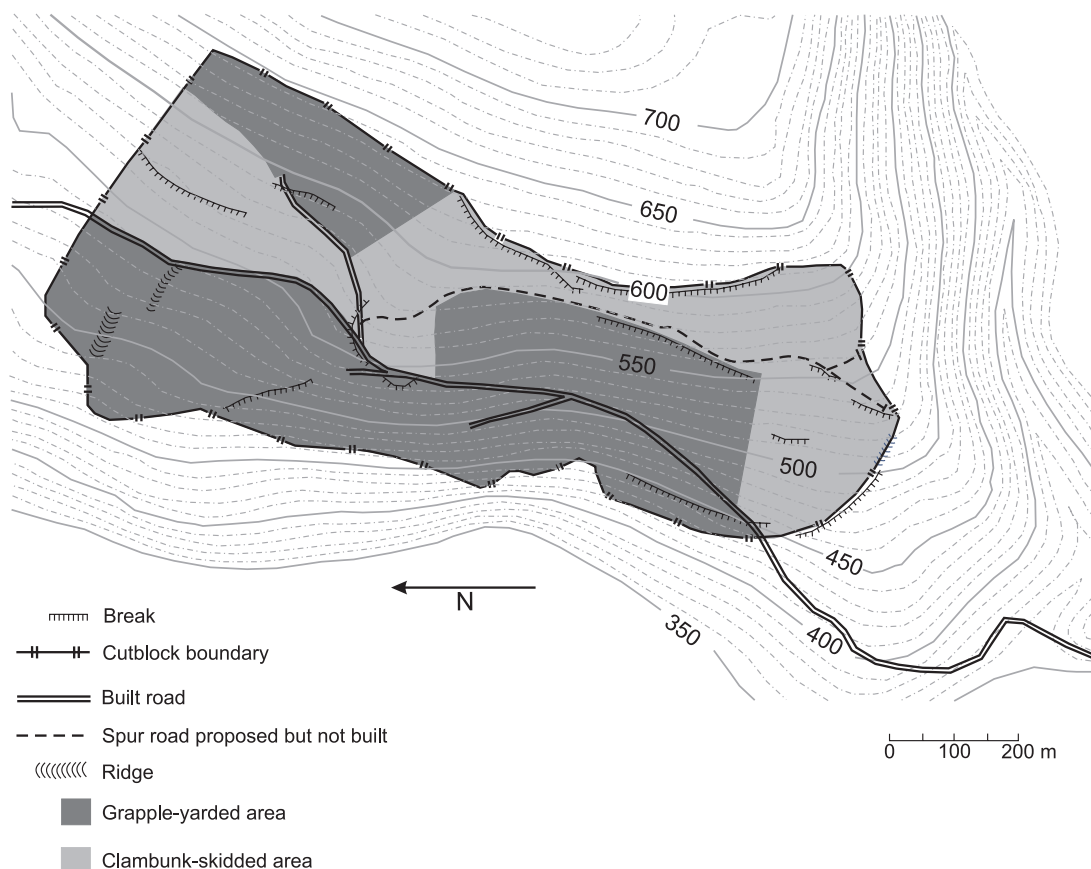 700
650
600
550
500
450
400
350
N
Break
Cutblock boundary
Built road
Spur road proposed but not built
Ridge
Grapple-yarded area
Clambunk-skidded area
0 100 200 m